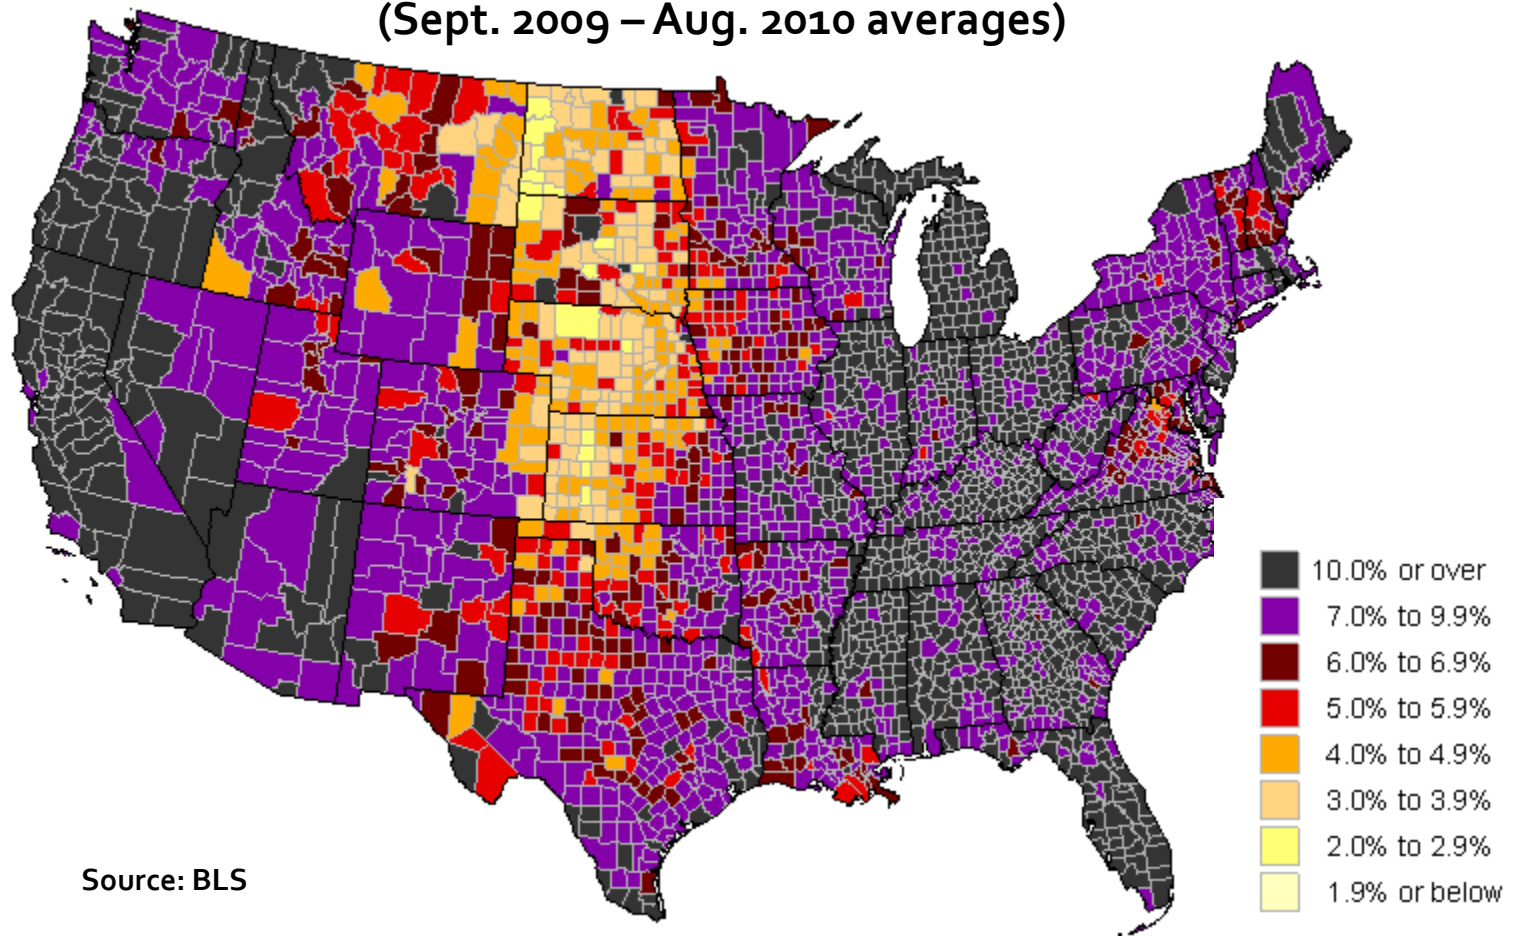 (Sept. 2009 – Aug. 2010 averages)
10.0% or over
7.0% to 9.9%
6.0% to 6.9%
5.0% to 5.9%
4.0% to 4.9%
3.0% to 3.9%
2.0% to 2.9%
1.9% or below
Source: BLS